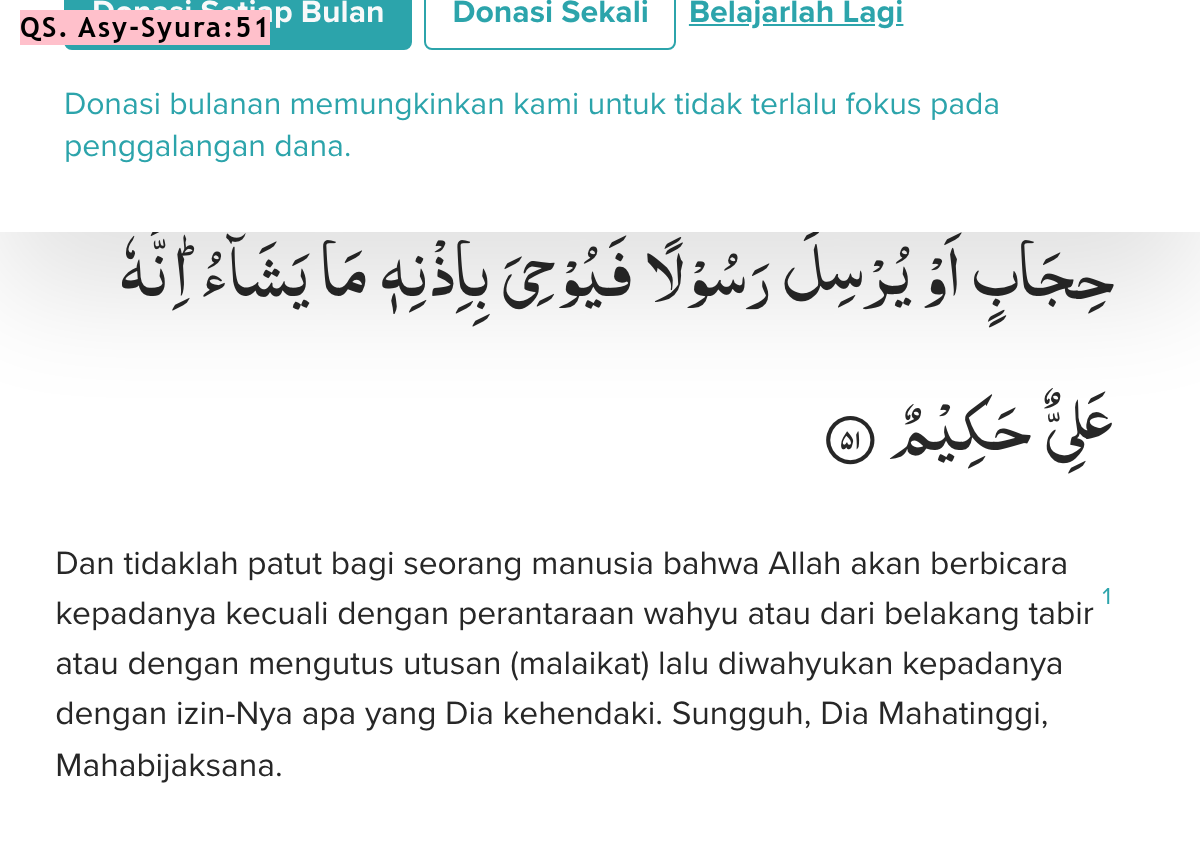 Donasi Setiap Bulan Donasi Sekali Belajarlah Lagi
QS. Asy-Syura:51
Donasi bulanan memungkinkan kami untuk tidak terlalu fokus pada
penggalangan dana.
حِجَابٍ اَوْ يُرْسِلَ رَسُوْلًا فَيُوْحِيَ بِاِذْنِهٖ مَا يَشَاۤءُ ۗاِنَّهٗ
عَلِيٌّ حَكِيْمٌ ۝٥١
Dan tidaklah patut bagi seorang manusia bahwa Allah akan berbicara
kepadanya kecuali dengan perantaraan wahyu atau dari belakang tabir 1
atau dengan mengutus utusan (malaikat) lalu diwahyukan kepadanya
dengan izin-Nya apa yang Dia kehendaki. Sungguh, Dia Mahatinggi,
Mahabijaksana.